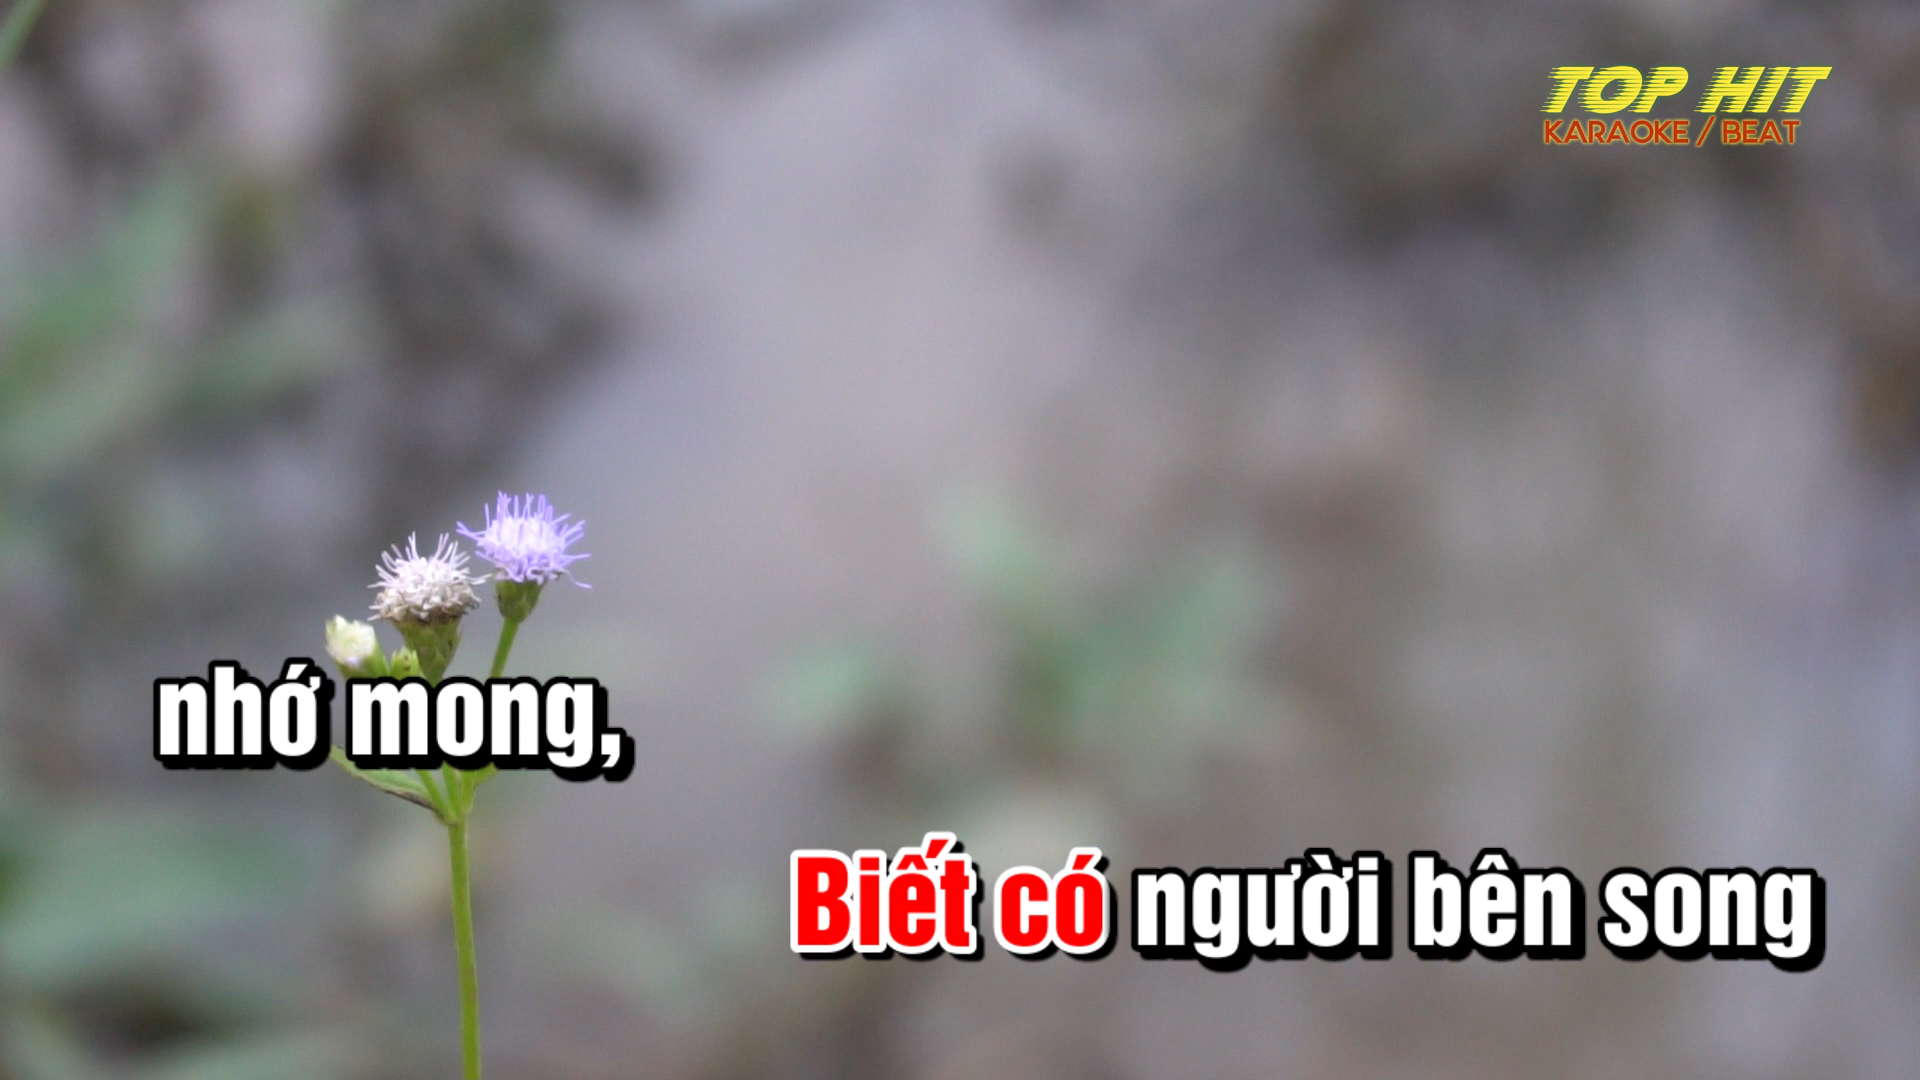 TOP HIT
KARAOKE / BEAT
nhớ mong,
Biết có người bên song